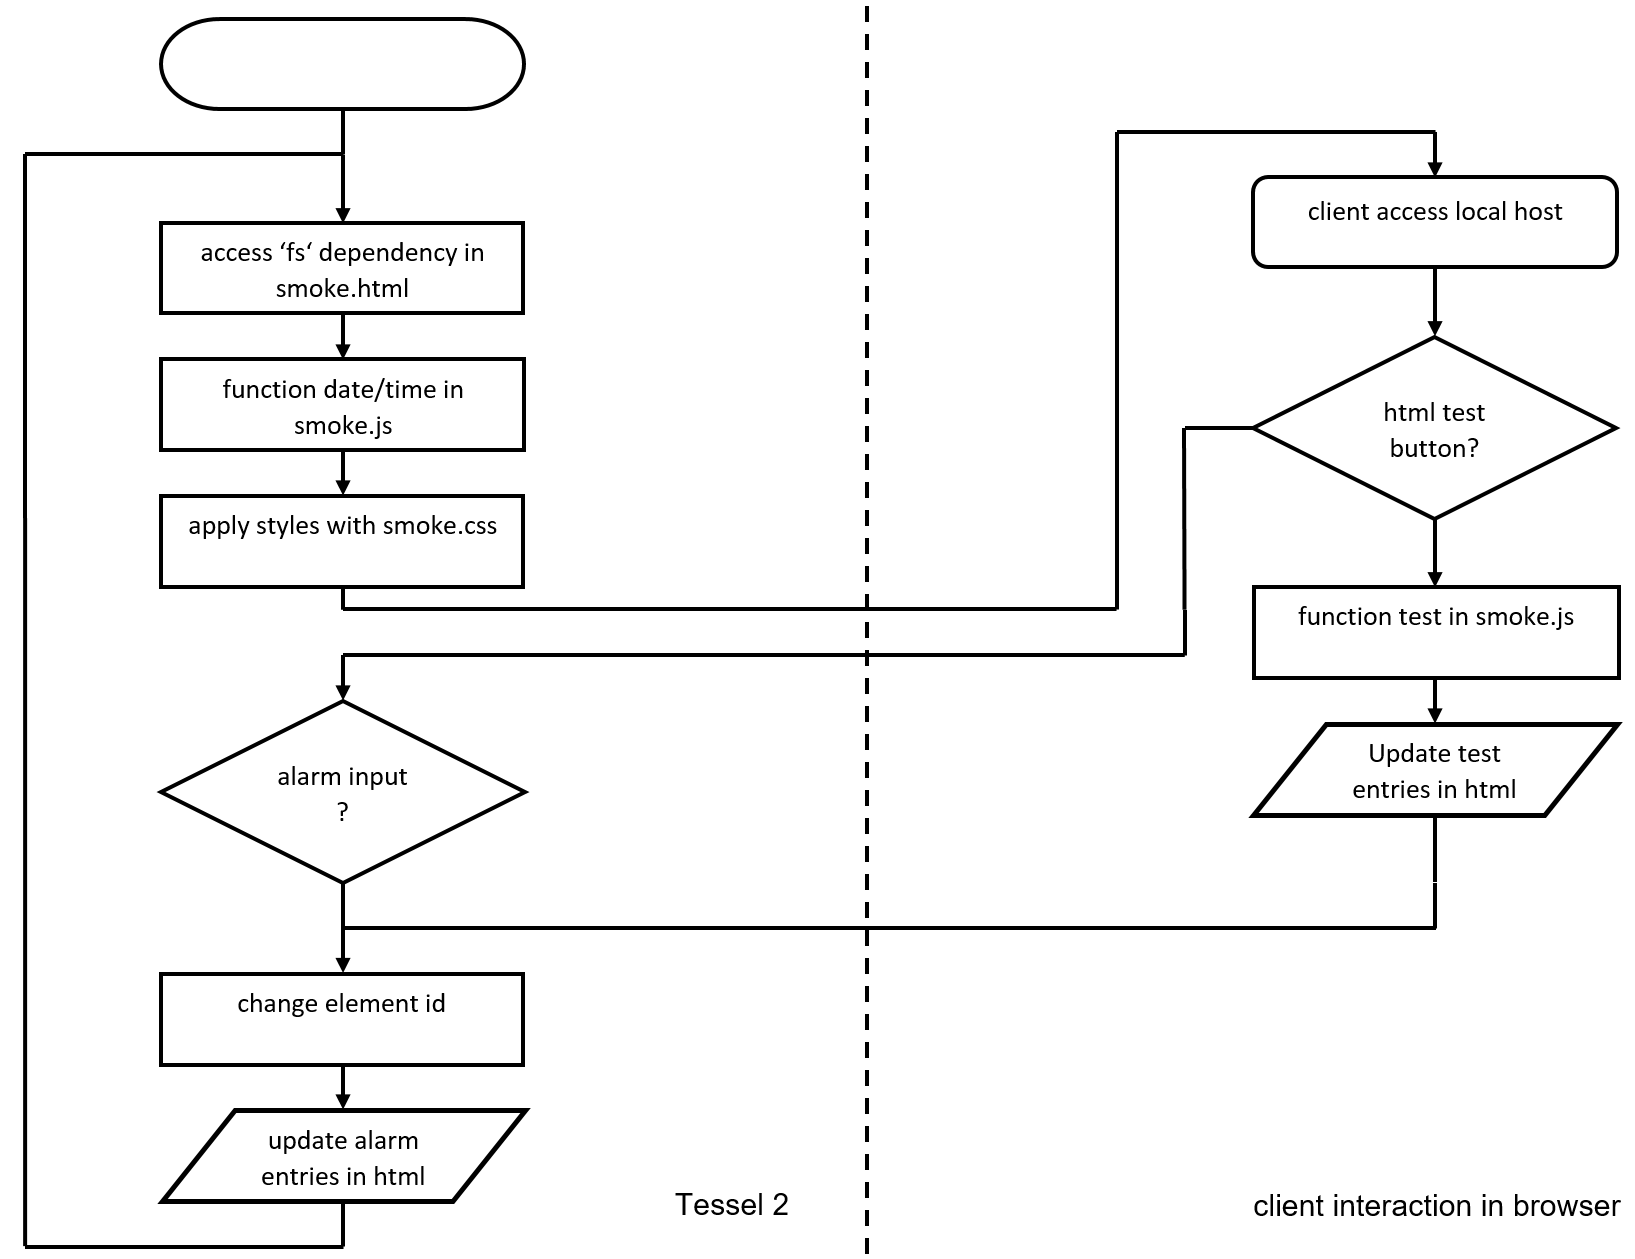 access ‘fs‘ dependency in
smoke.html
function date/time in
smoke.js
apply styles with smoke.css
alarm input
?
change element id
update alarm
entries in html
Tessel 2
client access local host
html test
button?
function test in smoke.js
Update test
entries in html
client interaction in browser